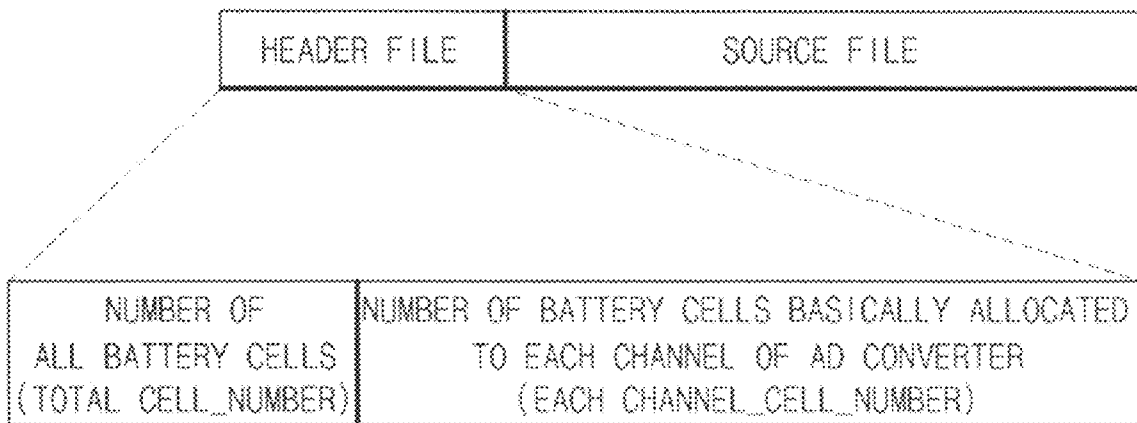 HEADER FILE
SOURCE FILE
NUMBER OF
ALL BATTERY CELLS
(TOTAL CELL_NUMBER)
NUMBER OF BATTERY CELLS BASICALLY ALLOCATED
TO EACH CHANNEL OF AD CONVERTER
(EACH CHANNEL_CELL_NUMBER)